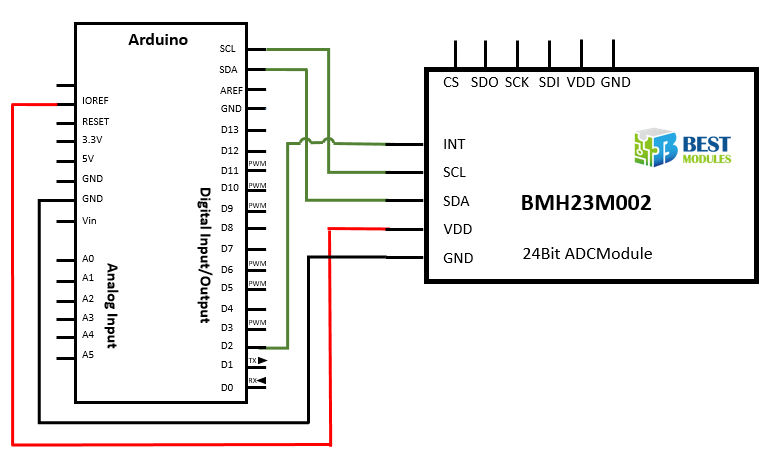 Arduino
SCL
SDA
AREF
GND
D13
D12
D11
PWM
D10
PWM
D9
PWM
D8
D7
D6
PWM
D5
PWM
D4
D3
PWM
D2
D1
TX
D0
RX
IOREF
RESET
3.3V
5V
GND
GND
Vin
A0
A1
A2
A3
A4
A5
Analog Input
Digital Input/Output
CS SDO SCK SDI VDD GND
INT
SCL
SDA
VDD
GND
BEST
MODULES
BMH23M002
24Bit ADCModule